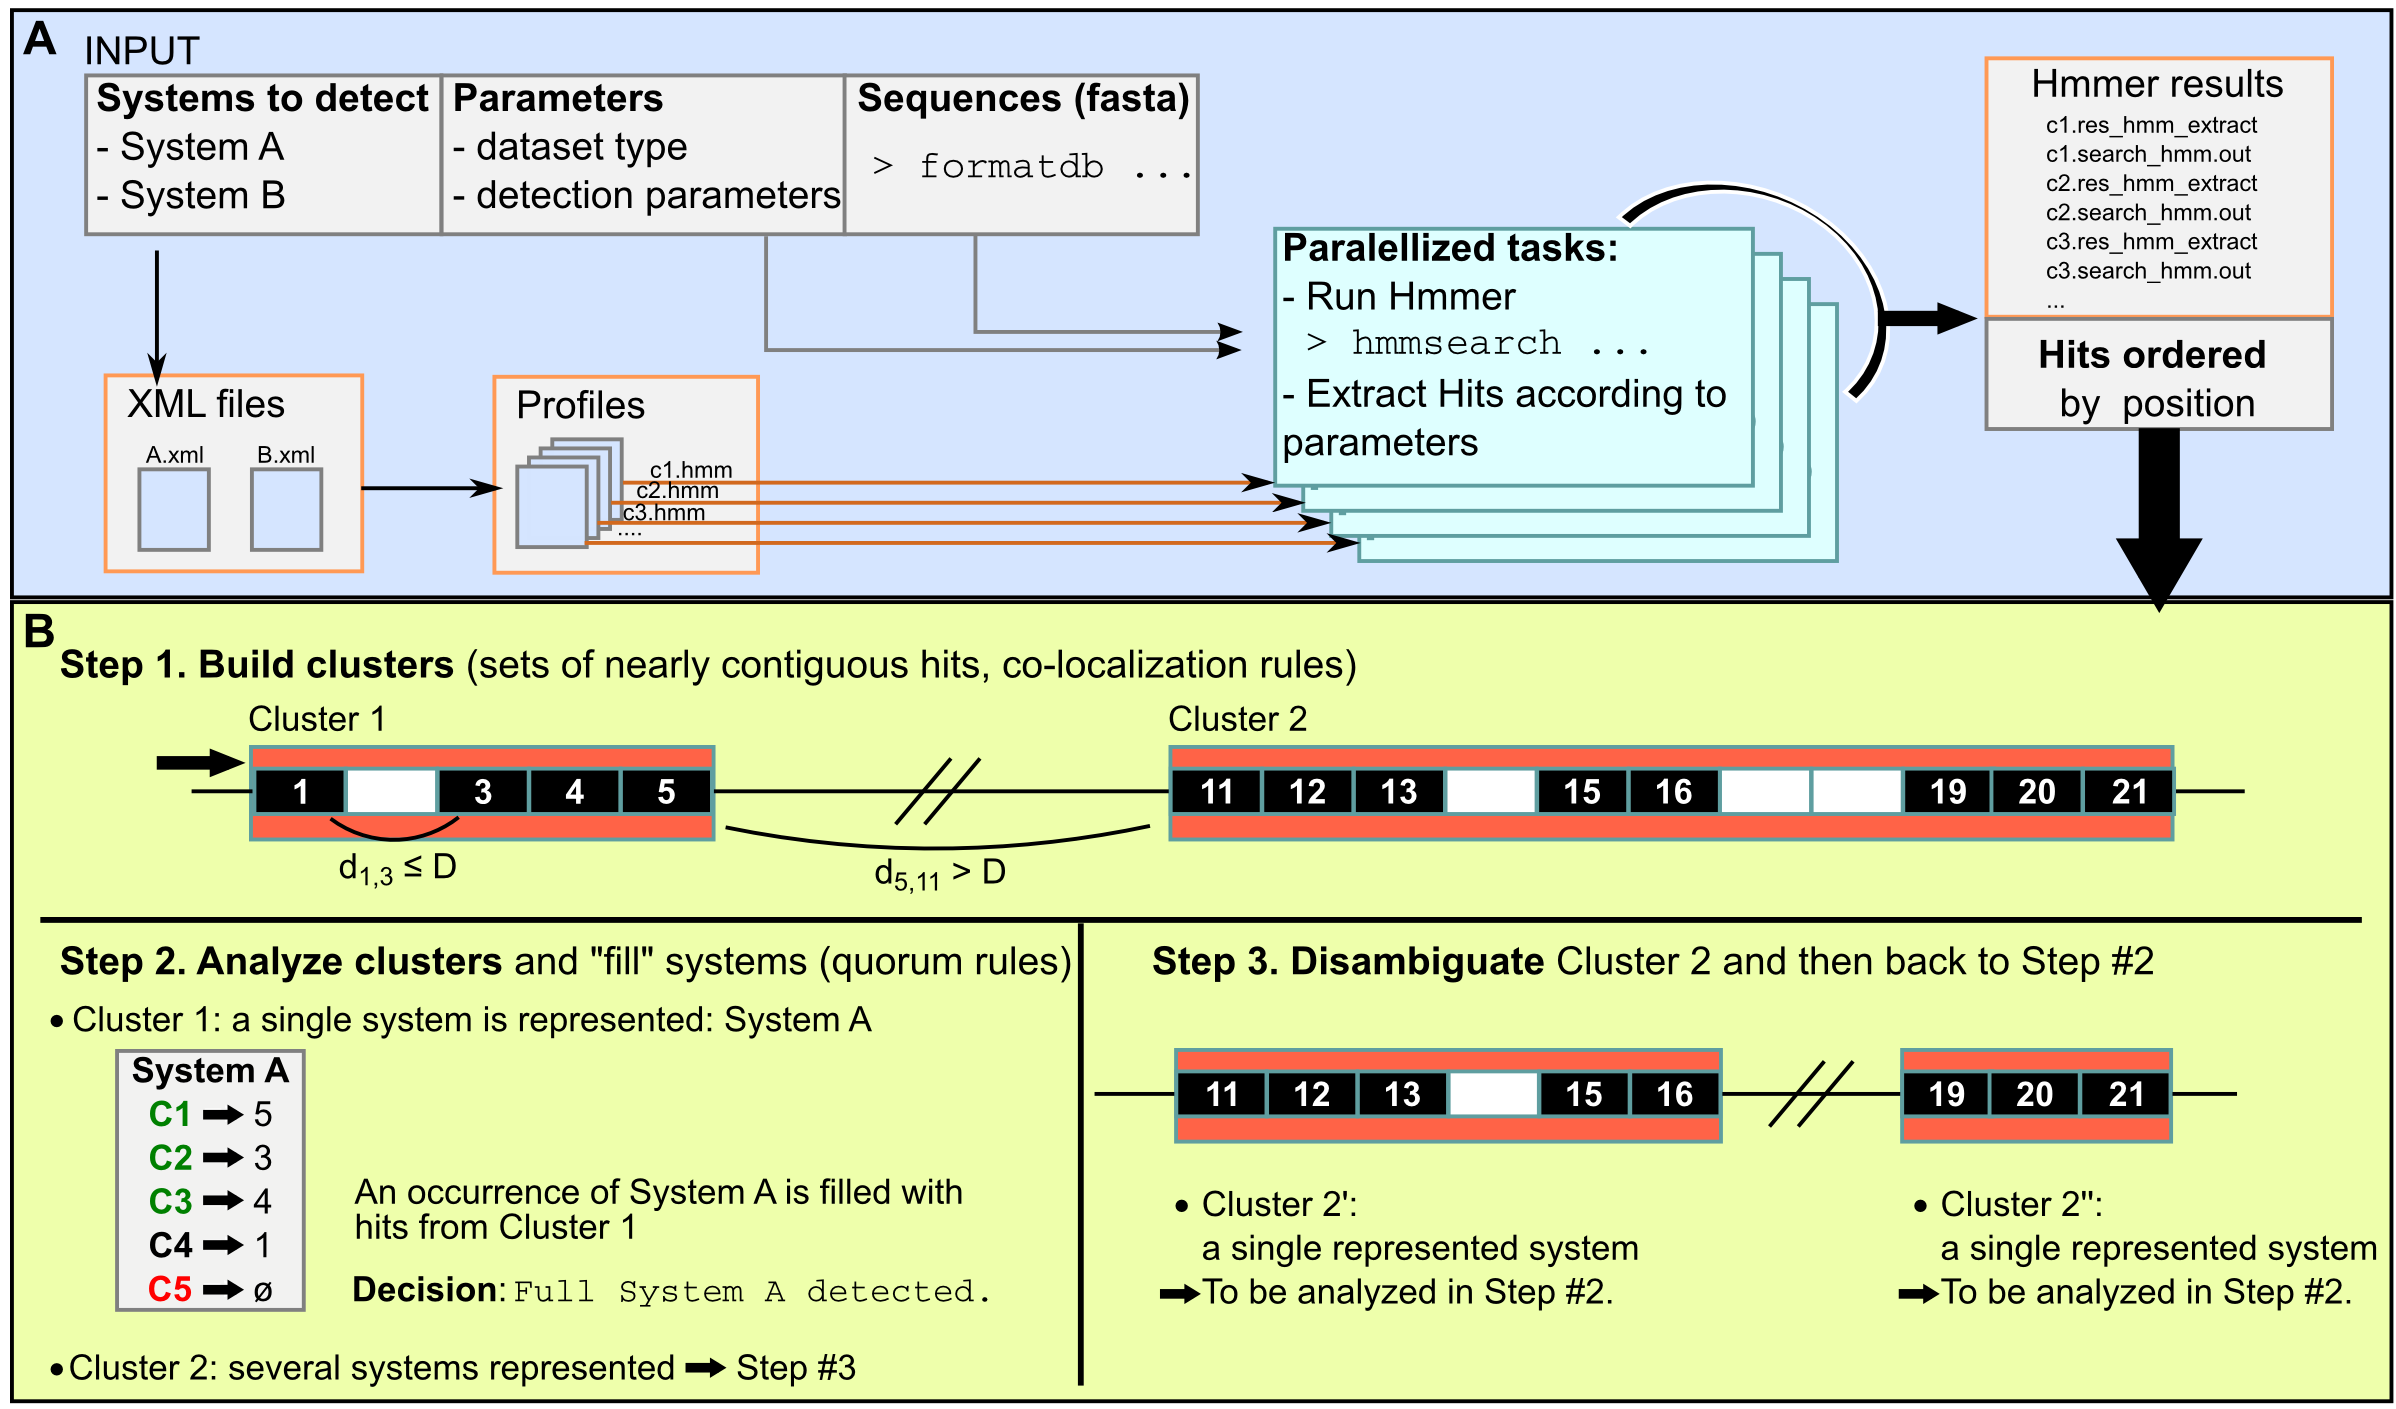 A
INPUT
Systems to detect
- System A
- System B
Parameters
- dataset type
- detection parameters
Sequences (fasta)
> formatdb ...
XML files
A.xml
B.xml
Profiles
c1.hmm
c2.hmm
c3.hmm
....
Paralellized tasks:
- Run Hmmer
> hmmsearch ...
- Extract Hits according to
parameters
Hmmer results
c1.res_hmm_extract
c1.search_hmm.out
c2.res_hmm_extract
c2.search_hmm.out
c3.res_hmm_extract
c3.search_hmm.out
...
Hits ordered
by position
B
Step 1. Build clusters (sets of nearly contiguous hits, co-localization rules)
Cluster 1
1 3 4 5
d1,3 ≤ D
d5,11 > D
Cluster 2
11 12 13 15 16 19 20 21
Step 2. Analyze clusters and "fill" systems (quorum rules)
• Cluster 1: a single system is represented: System A
System A
C1 → 5
C2 → 3
C3 → 4
C4 → 1
C5 → ø
An occurrence of System A is filled with
hits from Cluster 1
Decision: Full System A detected.
• Cluster 2: several systems represented → Step #3
Step 3. Disambiguate Cluster 2 and then back to Step #2
11 12 13 15 16
19 20 21
• Cluster 2':
a single represented system
→ To be analyzed in Step #2.
• Cluster 2":
a single represented system
→ To be analyzed in Step #2.